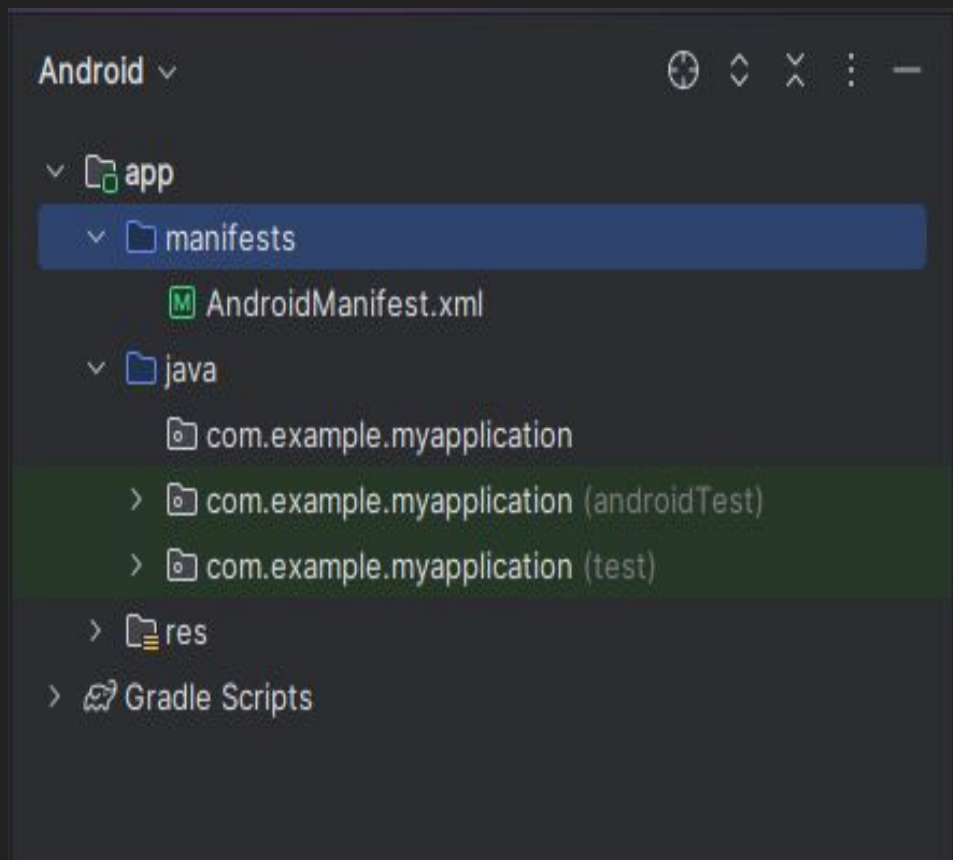 Android
app
manifests
AndroidManifest.xml
java
com.example.myapplication
com.example.myapplication (androidTest)
com.example.myapplication (test)
res
Gradle Scripts